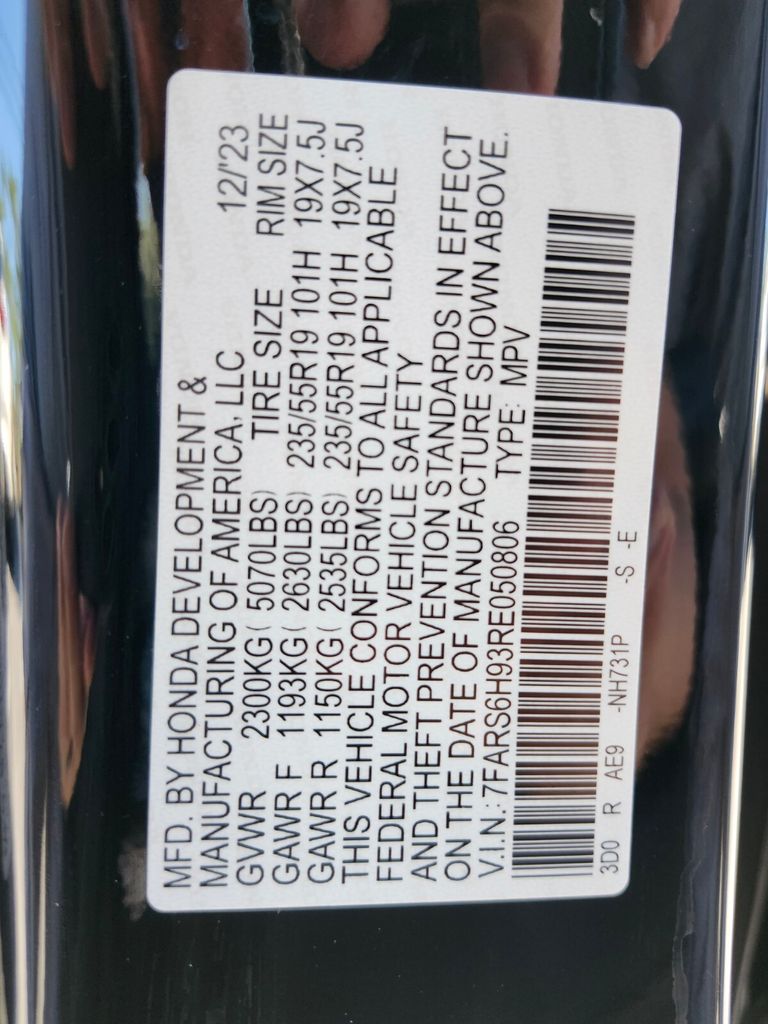 MFD. BY HONDA DEVELOPMENT &
MANUFACTURING OF AMERICA, LLC 12/'23
GVWR 2300KG ( 5070LBS) TIRE SIZE RIM SIZE
GAWR F 1193KG ( 2630LBS) 235/55R19 101H 19X7.5J
GAWR R 1150KG ( 2535LBS) 235/55R19 101H 19X7.5J
THIS VEHICLE CONFORMS TO ALL APPLICABLE
FEDERAL MOTOR VEHICLE SAFETY
AND THEFT PREVENTION STANDARDS IN EFFECT
ON THE DATE OF MANUFACTURE SHOWN ABOVE.
V.I.N.: 7FARS6H93RE050806 TYPE: MPV
3D0 R AE9 -NH731P -S -E